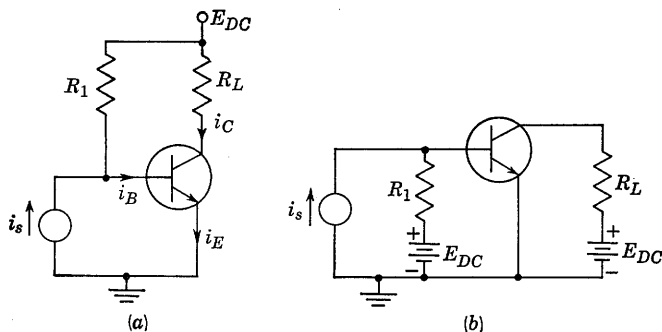 E_DC
R_1
R_L
i_C
i_B
i_s
i_E
(a)
i_s
R_1
+
E_DC
−
R_L
+
E_DC
−
(b)